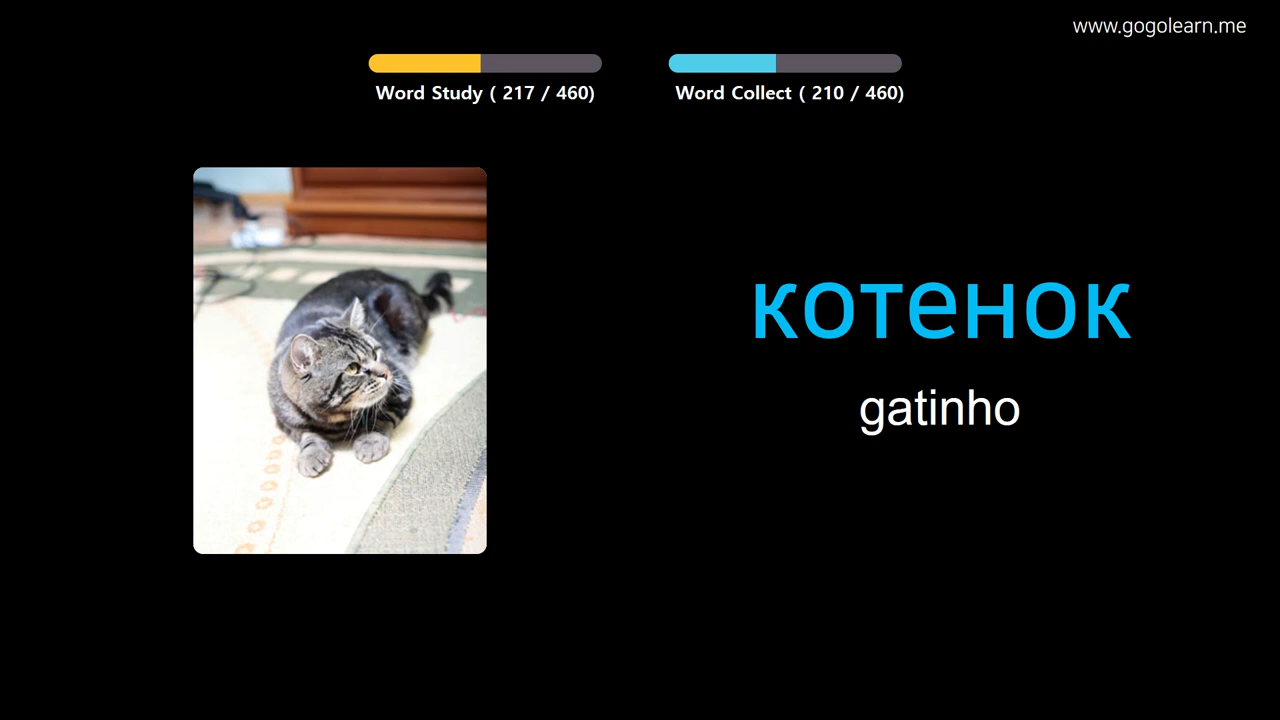 www.gogolearn.me
Word Study ( 217 / 460)
Word Collect ( 210 / 460)
котенок
gatinho